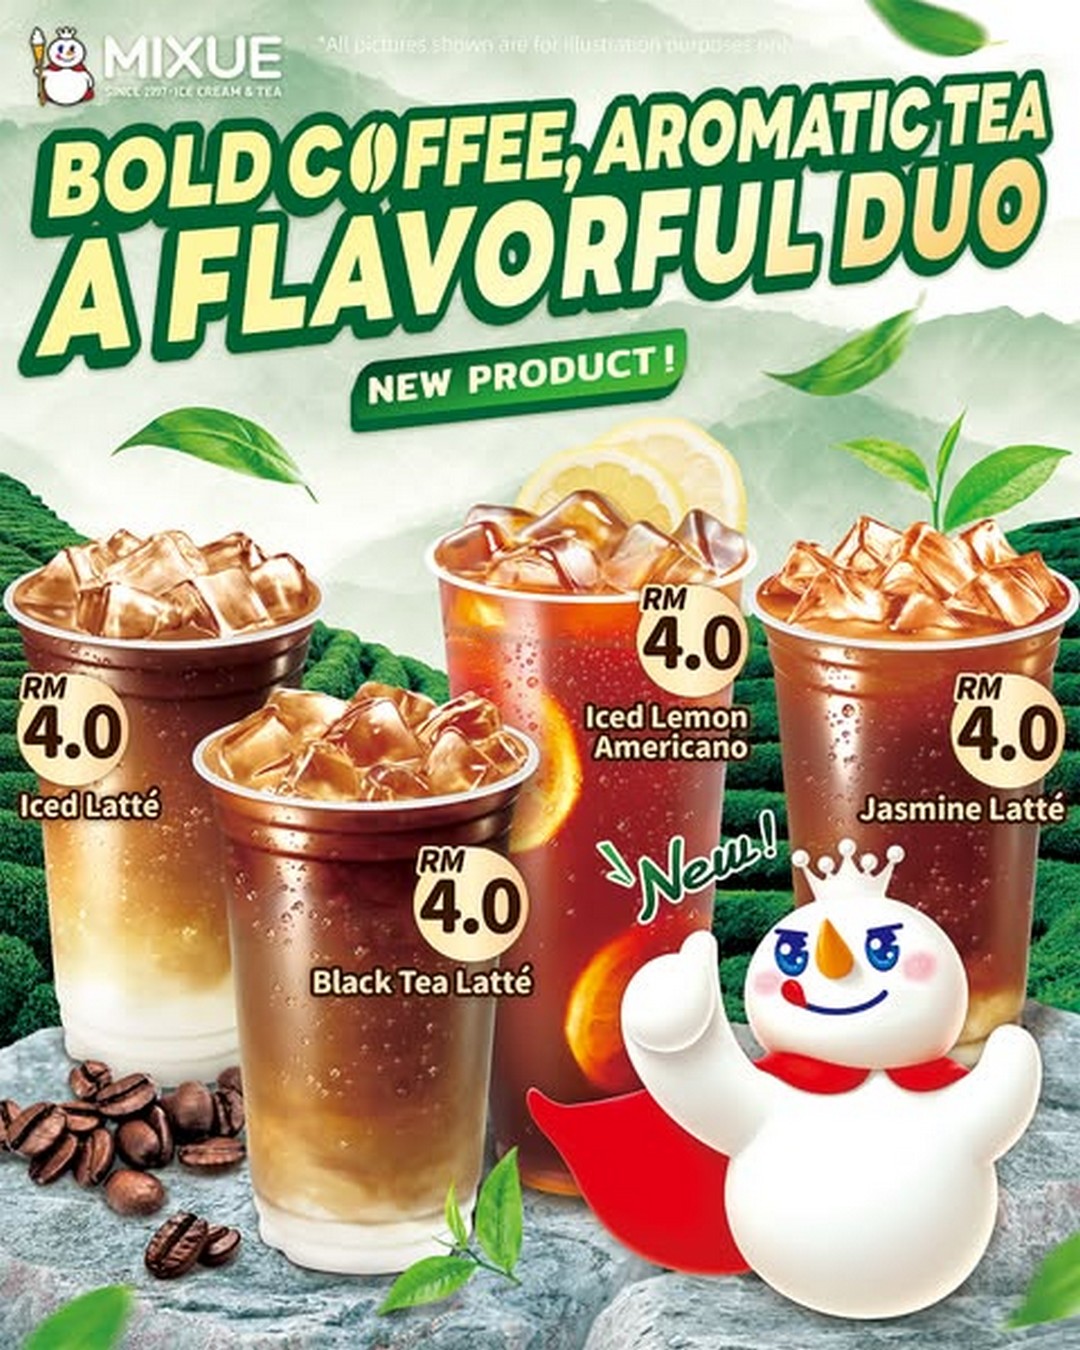 MIXUE
SINCE 1997·ICE CREAM & TEA
*All pictures shown are for illustration purposes only
BOLD COFFEE, AROMATIC TEA
A FLAVORFUL DUO
NEW PRODUCT!
RM
4.0
Iced Latté
RM
4.0
Black Tea Latté
RM
4.0
Iced Lemon
Americano
New!
RM
4.0
Jasmine Latté